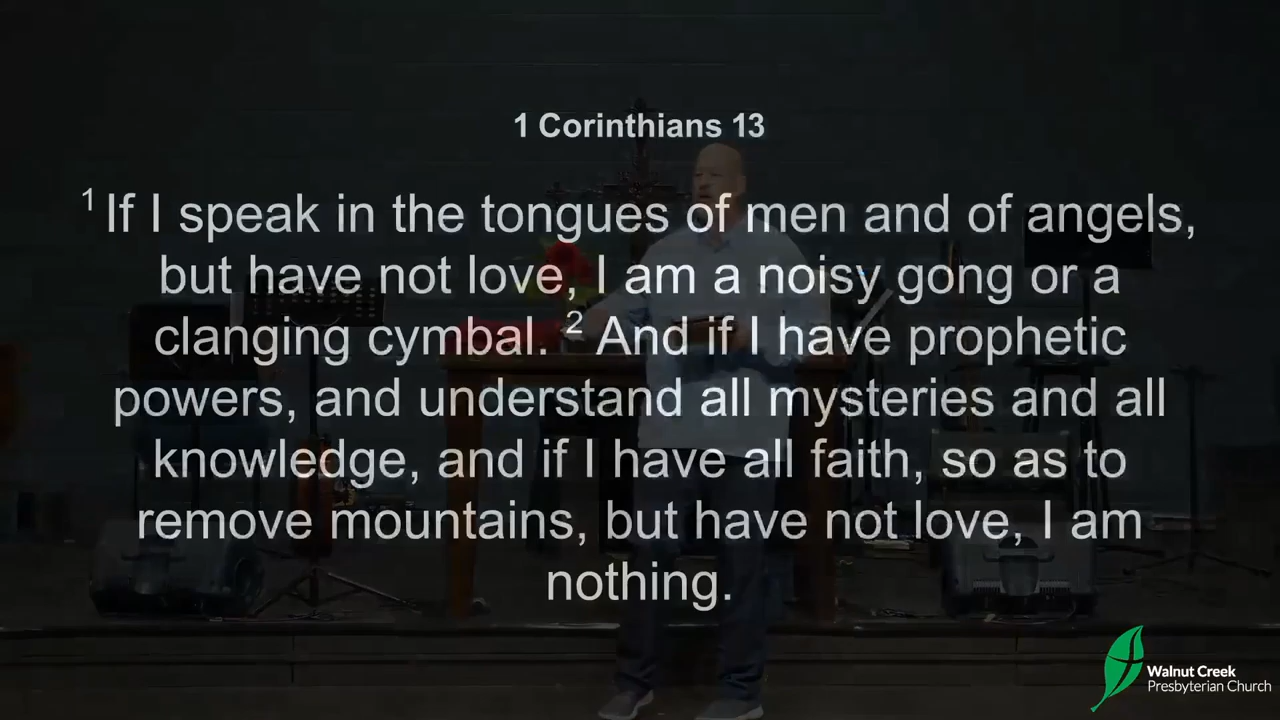 1 Corinthians 13
1 If I speak in the tongues of men and of angels,
but have not love, I am a noisy gong or a
clanging cymbal. 2 And if I have prophetic
powers, and understand all mysteries and all
knowledge, and if I have all faith, so as to
remove mountains, but have not love, I am
nothing.
Walnut Creek
Presbyterian Church